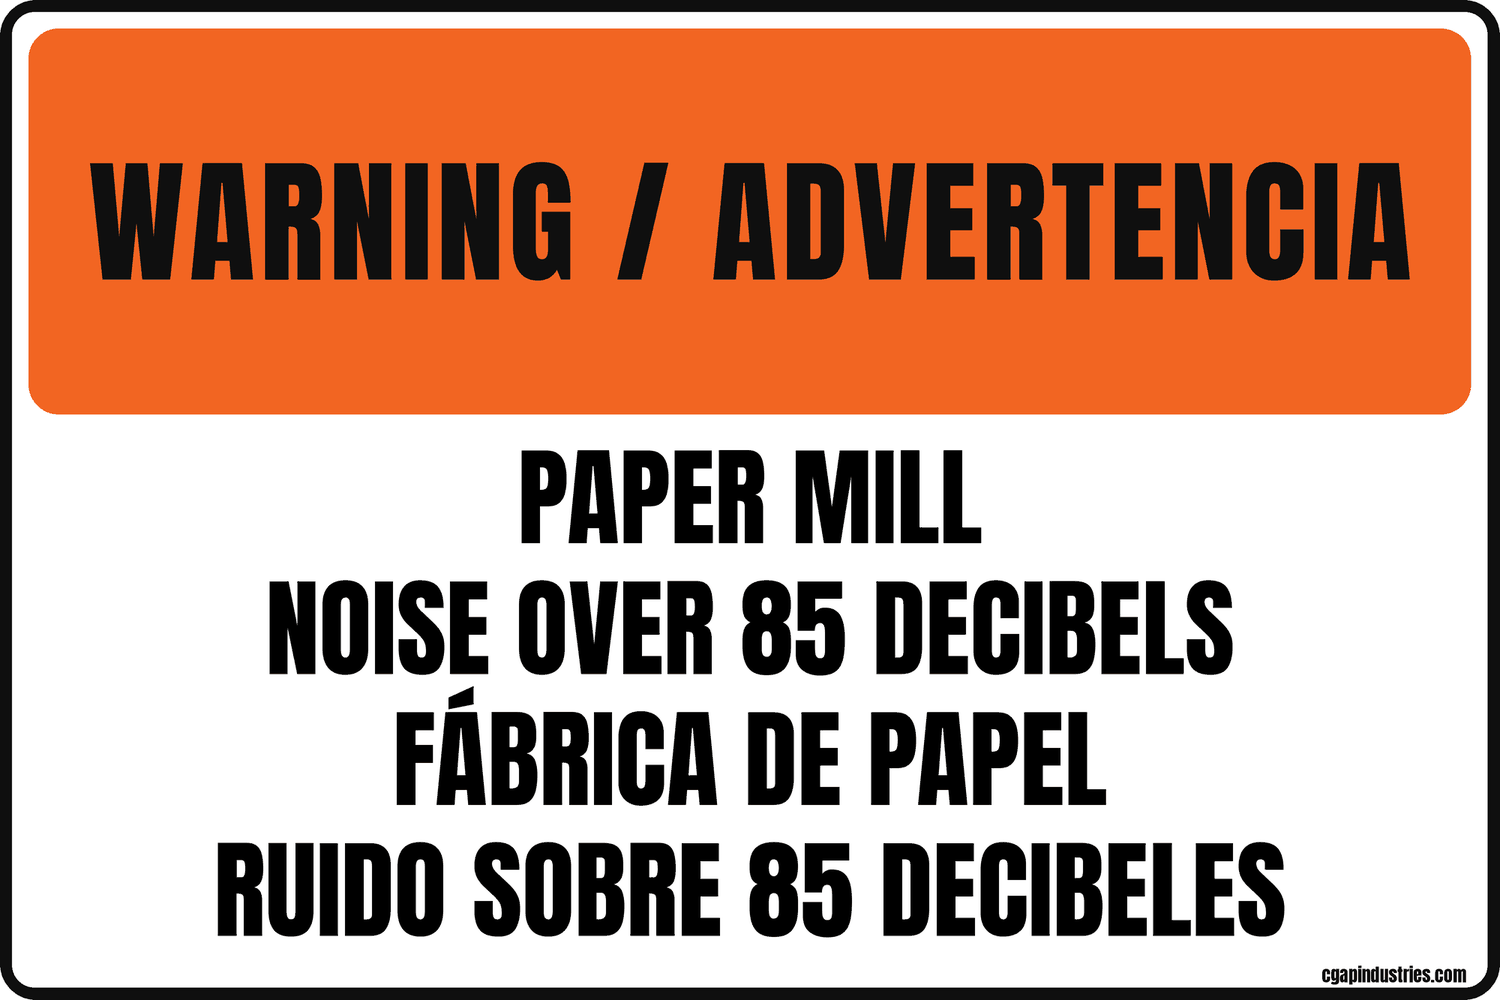 WARNING / ADVERTENCIA
PAPER MILL
NOISE OVER 85 DECIBELS
FÁBRICA DE PAPEL
RUIDO SOBRE 85 DECIBELES
cgapindustries.com